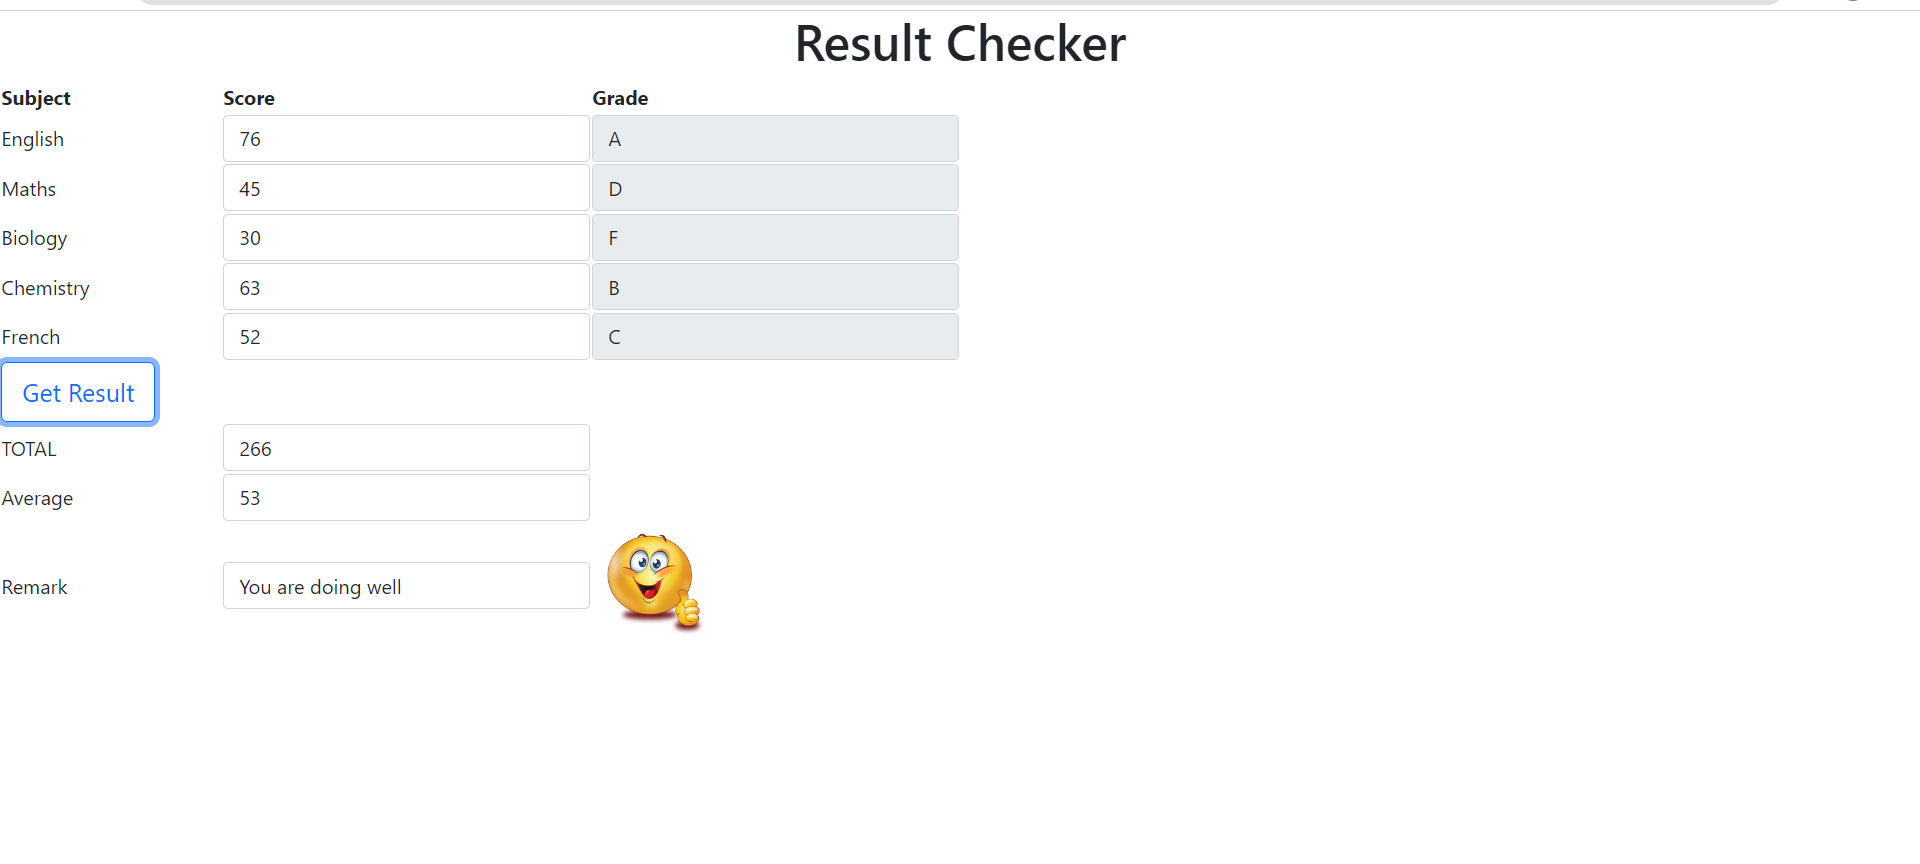 Result Checker
Subject Score Grade
English 76 A
Maths 45 D
Biology 30 F
Chemistry 63 B
French 52 C
Get Result
TOTAL 266
Average 53
Remark You are doing well